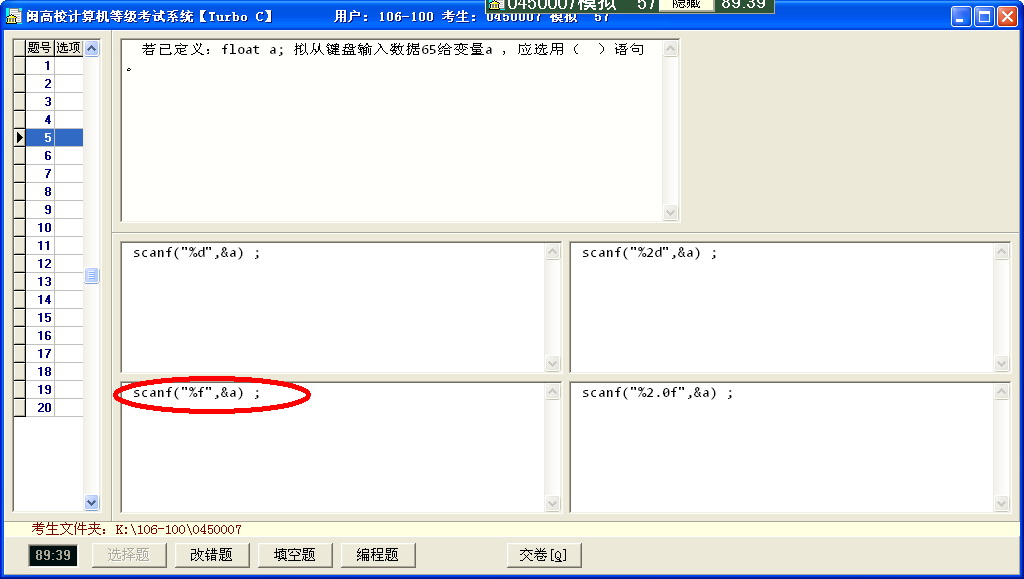 闽高校计算机等级考试系统【Turbo C】 用户: 106-100 考生: 0450007 模拟 57
0450007模拟 57 隐藏 89:39
题号 选项
1
2
3
4
5
6
7
8
9
10
11
12
13
14
15
16
17
18
19
20
若已定义: float a; 拟从键盘输入数据65给变量a ，应选用（ ）语句
。
scanf("%d",&a) ;
scanf("%2d",&a) ;
scanf("%f",&a) ;
scanf("%2.0f",&a) ;
考生文件夹: K:\106-100\0450007
89:39 选择题 改错题 填空题 编程题 交卷[Q]